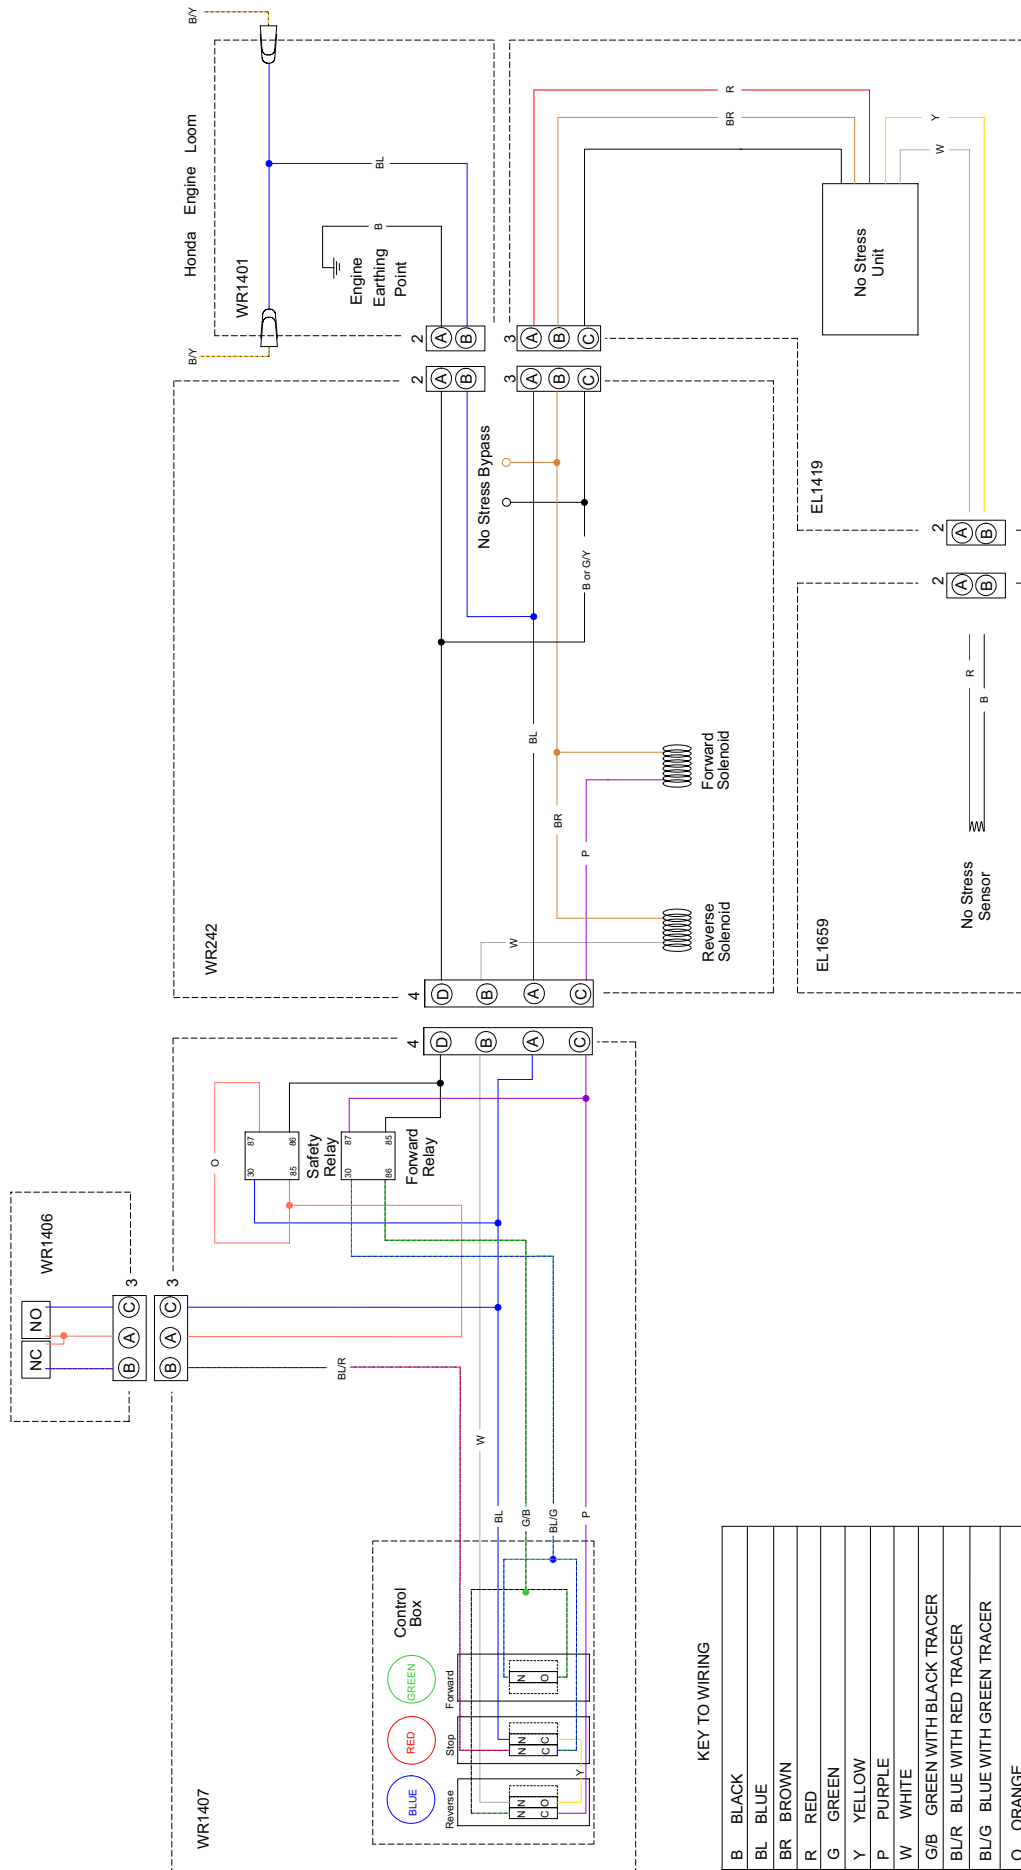 B/Y
Honda Engine Loom
WR1401
BL
B
Engine
Earthing
Point
B/Y
2
A
B
2
A
B
3
A
B
C
3
A
B
C
R
BR
Y
W
No Stress
Unit
EL1419
2
A
B
2
A
B
R
B
No Stress
Sensor
EL1659
No Stress Bypass
B or G/Y
BL
BR
P
W
Forward
Solenoid
Reverse
Solenoid
WR242
4
D
B
A
C
4
D
B
A
C
O
87
86
30
85
Safety
Relay
87
85
30
86
Forward
Relay
WR1406
NC
NO
B
A
C
3
B
A
C
3
BL/R
W
BL
G/B
BL/G
P
Control
Box
GREEN
RED
BLUE
Forward
Stop
Reverse
N
O
N
N
C
C
N
N
C
O
Y
WR1407
KEY TO WIRING
B BLACK
BL BLUE
BR BROWN
R RED
G GREEN
Y YELLOW
P PURPLE
W WHITE
G/B GREEN WITH BLACK TRACER
BL/R BLUE WITH RED TRACER
BL/G BLUE WITH GREEN TRACER
O ORANGE